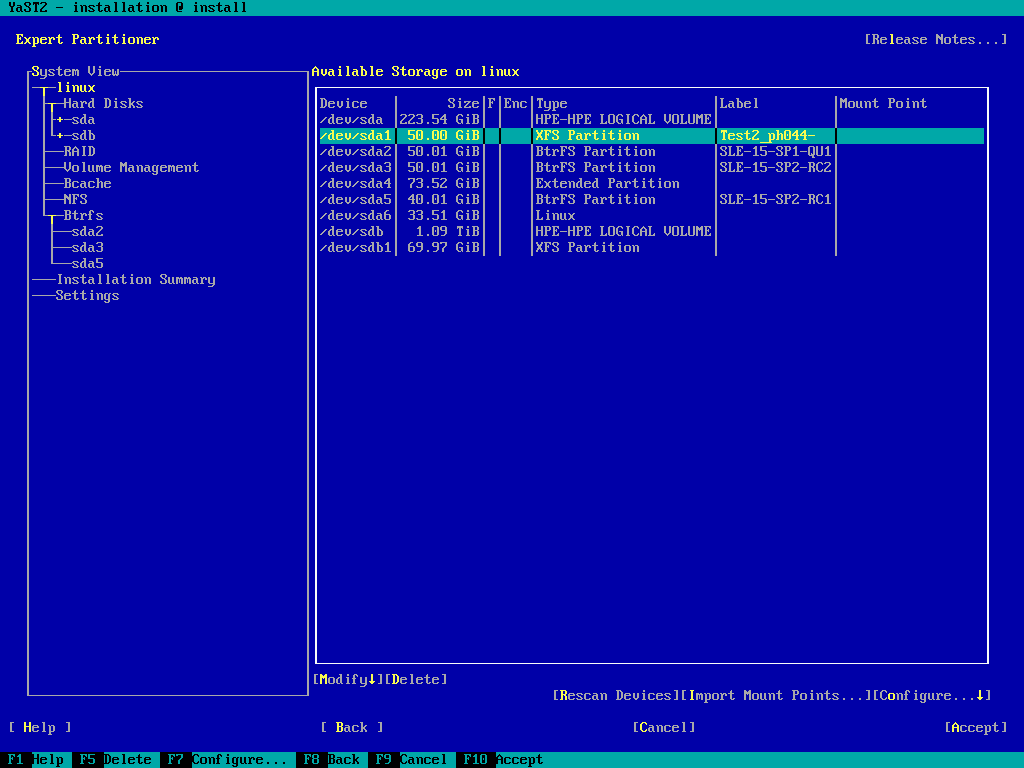 YaST2 - installation @ install
Expert Partitioner [Release Notes...]
System View
linux
Hard Disks
+ sda
+ sdb
RAID
Volume Management
Bcache
NFS
Btrfs
sda2
sda3
sda5
Installation Summary
Settings
Available Storage on linux
Device | Size|F|Enc|Type |Label |Mount Point
/dev/sda |223.54 GiB| | |HPE-HPE LOGICAL VOLUME| |
/dev/sda1| 50.00 GiB| | |XFS Partition |Test2_ph044- |
/dev/sda2| 50.01 GiB| | |BtrFS Partition |SLE-15-SP1-QU1|
/dev/sda3| 50.01 GiB| | |BtrFS Partition |SLE-15-SP2-RC2|
/dev/sda4| 73.52 GiB| | |Extended Partition | |
/dev/sda5| 40.01 GiB| | |BtrFS Partition |SLE-15-SP2-RC1|
/dev/sda6| 33.51 GiB| | |Linux | |
/dev/sdb | 1.09 TiB| | |HPE-HPE LOGICAL VOLUME| |
/dev/sdb1| 69.97 GiB| | |XFS Partition | |
[Modify↓][Delete]
[Rescan Devices][Import Mount Points...][Configure...↓]
[ Help ] [ Back ] [Cancel] [Accept]
F1 Help F5 Delete F7 Configure... F8 Back F9 Cancel F10 Accept